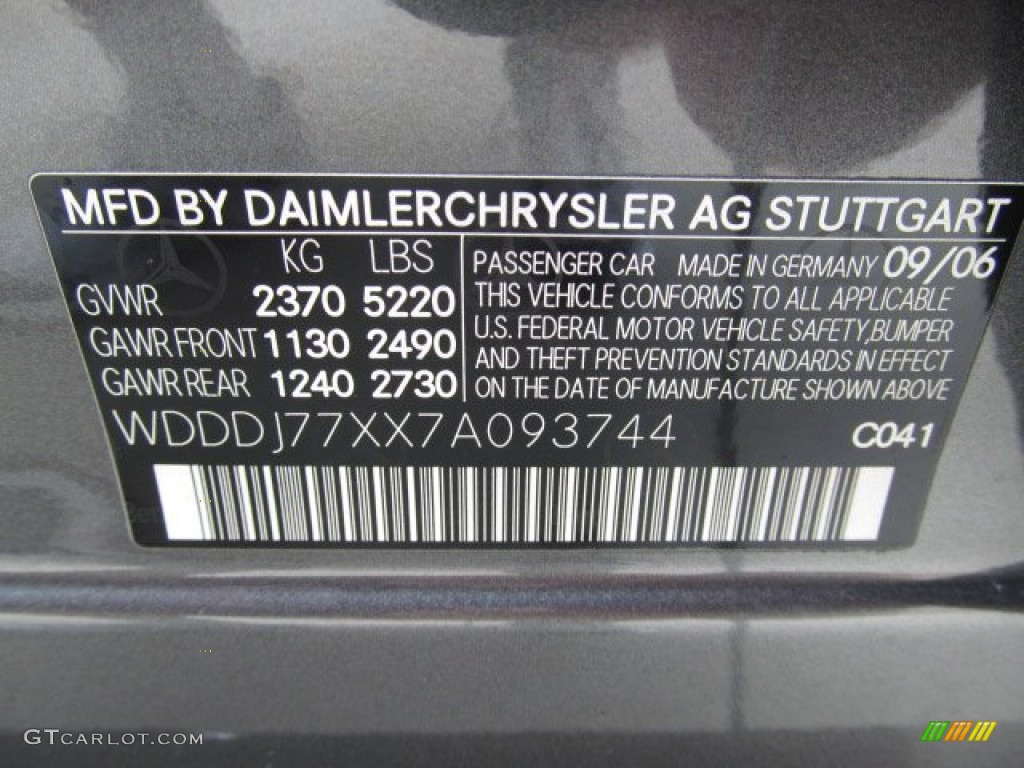 MFD BY DAIMLERCHRYSLER AG STUTTGART
KG LBS
GVWR 2370 5220
GAWR FRONT 1130 2490
GAWR REAR 1240 2730
PASSENGER CAR MADE IN GERMANY 09/06
THIS VEHICLE CONFORMS TO ALL APPLICABLE
U.S. FEDERAL MOTOR VEHICLE SAFETY,BUMPER
AND THEFT PREVENTION STANDARDS IN EFFECT
ON THE DATE OF MANUFACTURE SHOWN ABOVE
WDDDJ77XX7A093744 C041
GTCARLOT.COM